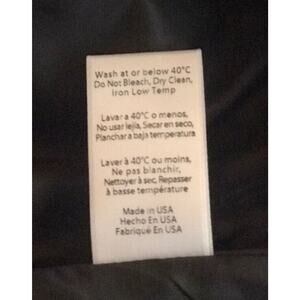 Wash at or below 40°C
Do Not Bleach, Dry Clean,
Iron Low Temp
Lavar a 40°C o menos,
No usar lejía, Secar en seco,
Planchar a baja temperatura
Laver à 40°C ou moins,
Ne pas blanchir,
Nettoyer à sec, Repasser
à basse température
Made in USA
Hecho En USA
Fabriqué En USA